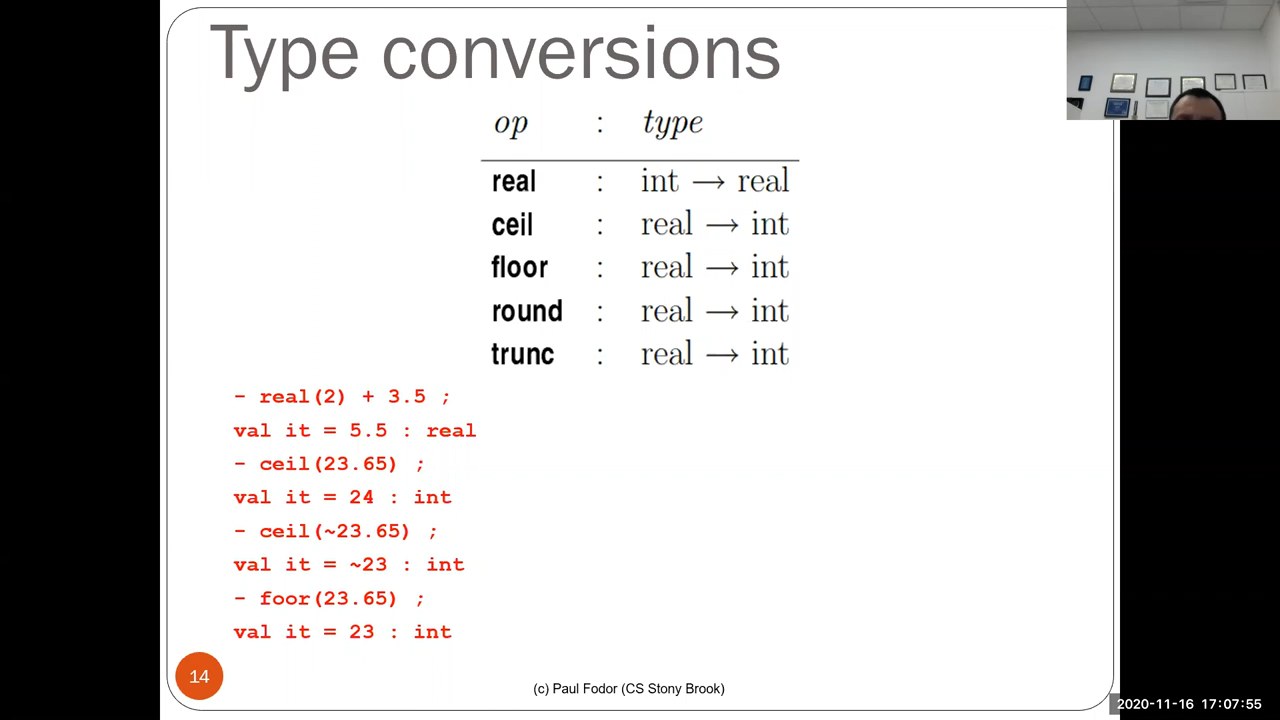 Type conversions
op : type
real : int → real
ceil : real → int
floor : real → int
round : real → int
trunc : real → int
- real(2) + 3.5 ;
val it = 5.5 : real
- ceil(23.65) ;
val it = 24 : int
- ceil(~23.65) ;
val it = ~23 : int
- foor(23.65) ;
val it = 23 : int
14
(c) Paul Fodor (CS Stony Brook)
2020-11-16 17:07:55